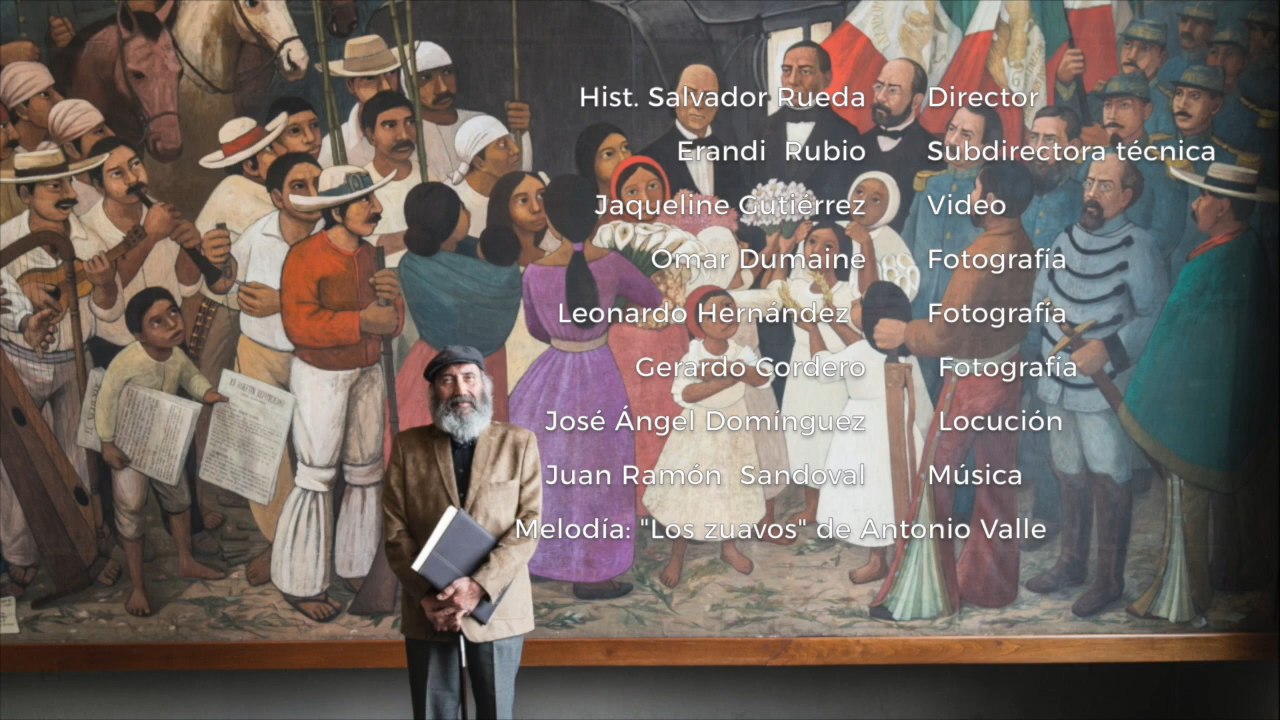 Hist. Salvador Rueda Director
Erandi Rubio Subdirectora técnica
Jaqueline Gutiérrez Video
Omar Dumaine Fotografía
Leonardo Hernández Fotografía
Gerardo Cordero Fotografía
José Ángel Domínguez Locución
Juan Ramón Sandoval Música
Melodía: "Los zuavos" de Antonio Valle